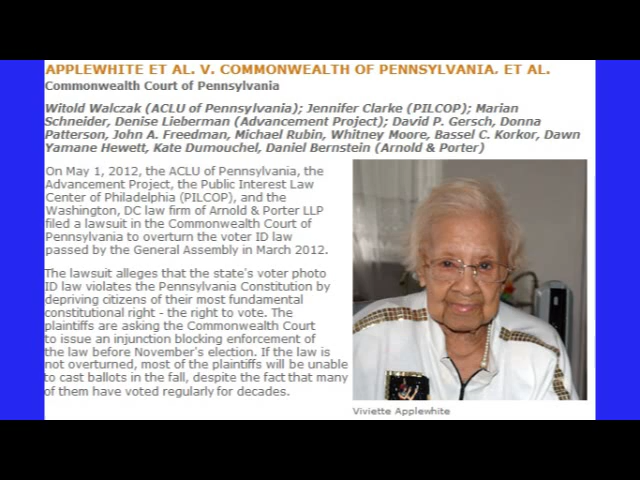 APPLEWHITE ET AL. V. COMMONWEALTH OF PENNSYLVANIA. ET AL.
Commonwealth Court of Pennsylvania
Witold Walczak (ACLU of Pennsylvania); Jennifer Clarke (PILCOP); Marian
Schneider, Denise Lieberman (Advancement Project); David P. Gersch, Donna
Patterson, John A. Freedman, Michael Rubin, Whitney Moore, Bassel C. Korkor, Dawn
Yamane Hewett, Kate Dumouchel, Daniel Bernstein (Arnold & Porter)
On May 1, 2012, the ACLU of Pennsylvania, the
Advancement Project, the Public Interest Law
Center of Philadelphia (PILCOP), and the
Washington, DC law firm of Arnold & Porter LLP
filed a lawsuit in the Commonwealth Court of
Pennsylvania to overturn the voter ID law
passed by the General Assembly in March 2012.
The lawsuit alleges that the state's voter photo
ID law violates the Pennsylvania Constitution by
depriving citizens of their most fundamental
constitutional right - the right to vote. The
plaintiffs are asking the Commonwealth Court
to issue an injunction blocking enforcement of
the law before November's election. If the law is
not overturned, most of the plaintiffs will be unable
to cast ballots in the fall, despite the fact that many
of them have voted regularly for decades.
Viviette Applewhite